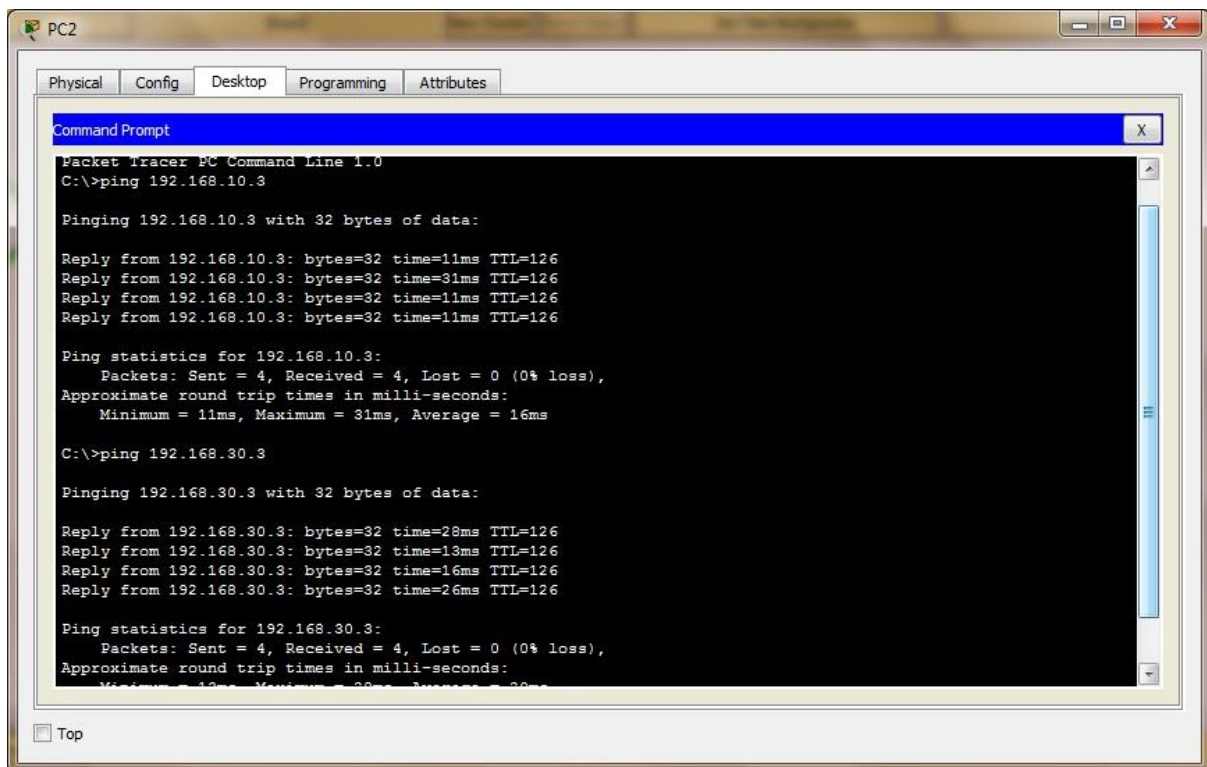 PC2
Physical Config Desktop Programming Attributes
Command Prompt
X
Packet Tracer PC Command Line 1.0
C:\>ping 192.168.10.3
Pinging 192.168.10.3 with 32 bytes of data:
Reply from 192.168.10.3: bytes=32 time=11ms TTL=126
Reply from 192.168.10.3: bytes=32 time=31ms TTL=126
Reply from 192.168.10.3: bytes=32 time=11ms TTL=126
Reply from 192.168.10.3: bytes=32 time=11ms TTL=126
Ping statistics for 192.168.10.3:
Packets: Sent = 4, Received = 4, Lost = 0 (0% loss),
Approximate round trip times in milli-seconds:
Minimum = 11ms, Maximum = 31ms, Average = 16ms
C:\>ping 192.168.30.3
Pinging 192.168.30.3 with 32 bytes of data:
Reply from 192.168.30.3: bytes=32 time=28ms TTL=126
Reply from 192.168.30.3: bytes=32 time=13ms TTL=126
Reply from 192.168.30.3: bytes=32 time=16ms TTL=126
Reply from 192.168.30.3: bytes=32 time=26ms TTL=126
Ping statistics for 192.168.30.3:
Packets: Sent = 4, Received = 4, Lost = 0 (0% loss),
Approximate round trip times in milli-seconds:
Top